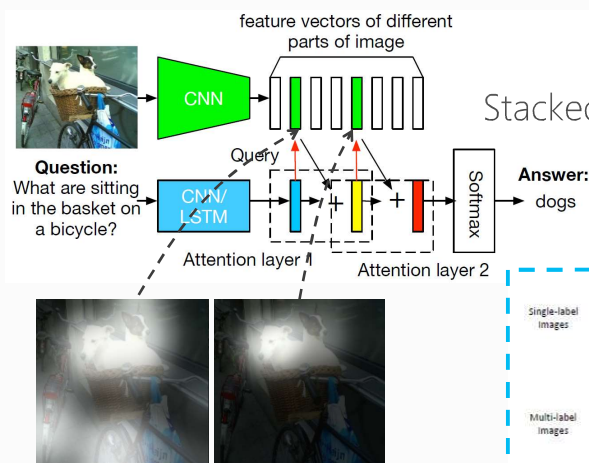 feature vectors of different
parts of image
CNN
Stacked
Query
Question:
What are sitting
in the basket on
a bicycle?
CNN/
LSTM
+
+
Softmax
Answer:
dogs
Attention layer 1
Attention layer 2
Single-label
Images
Multi-label
Images